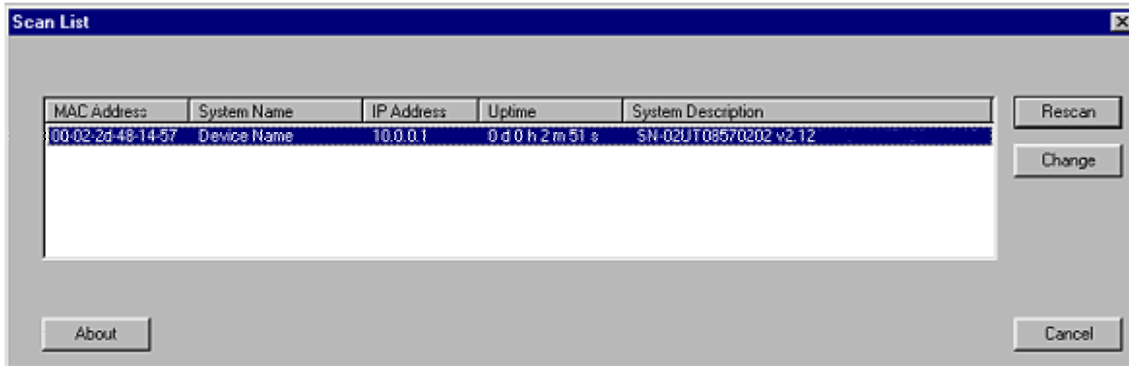 Scan List
MAC Address System Name IP Address Uptime System Description
00-02-2d-48-14-57 Device Name 10.0.0.1 0 d 0 h 2 m 51 s SN-02UT08570202 v2.12
Rescan
Change
About
Cancel